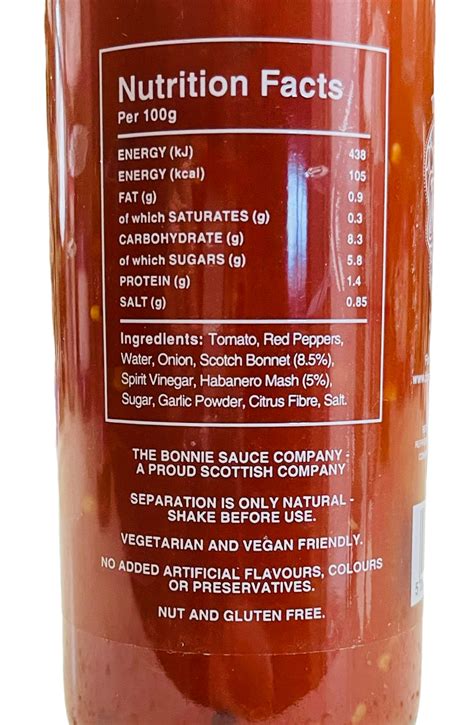 Nutrition Facts
Per 100g
ENERGY (kJ) 438
ENERGY (kcal) 105
FAT (g) 0.9
of which SATURATES (g) 0.3
CARBOHYDRATE (g) 8.3
of which SUGARS (g) 5.8
PROTEIN (g) 1.4
SALT (g) 0.85
Ingredients: Tomato, Red Peppers,
Water, Onion, Scotch Bonnet (8.5%),
Spirit Vinegar, Habanero Mash (5%),
Sugar, Garlic Powder, Citrus Fibre, Salt.
THE BONNIE SAUCE COMPANY -
A PROUD SCOTTISH COMPANY
SEPARATION IS ONLY NATURAL -
SHAKE BEFORE USE.
VEGETARIAN AND VEGAN FRIENDLY.
NO ADDED ARTIFICIAL FLAVOURS, COLOURS
OR PRESERVATIVES.
NUT AND GLUTEN FREE.